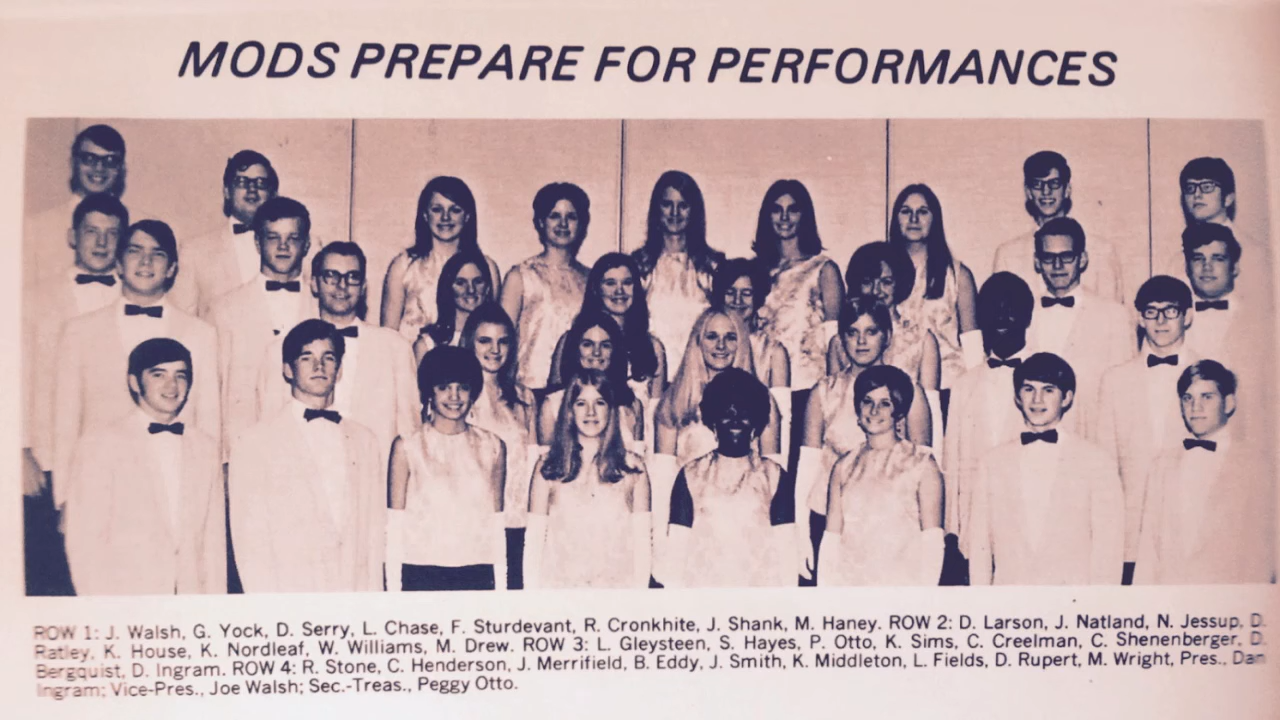 MODS PREPARE FOR PERFORMANCES
ROW 1: J. Walsh, G. Yock, D. Serry, L. Chase, F. Sturdevant, R. Cronkhite, J. Shank, M. Haney. ROW 2: D. Larson, J. Natland, N. Jessup, D.
Ratley, K. House, K. Nordleaf, W. Williams, M. Drew. ROW 3: L. Gleysteen, S. Hayes, P. Otto, K. Sims, C. Creelman, C. Shenenberger, D.
Bergquist, D. Ingram. ROW 4: R. Stone, C. Henderson, J. Merrifield, B. Eddy, J. Smith, K. Middleton, L. Fields, D. Rupert, M. Wright, Pres., Dan
Ingram; Vice-Pres., Joe Walsh; Sec.-Treas., Peggy Otto.